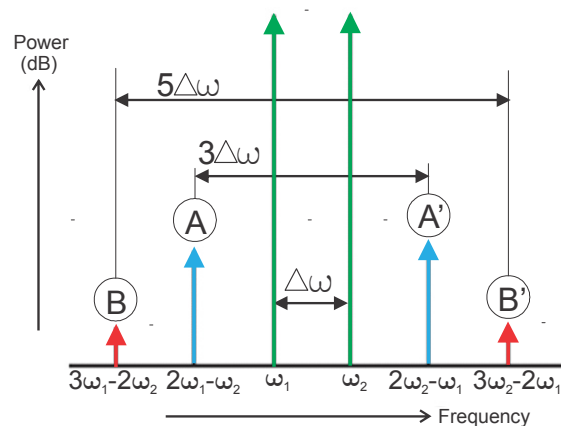 Power
(dB)
5△ω
3△ω
A
A’
△ω
B
B’
3ω₁-2ω₂
2ω₁-ω₂
ω₁
ω₂
2ω₂-ω₁
3ω₂-2ω₁
Frequency